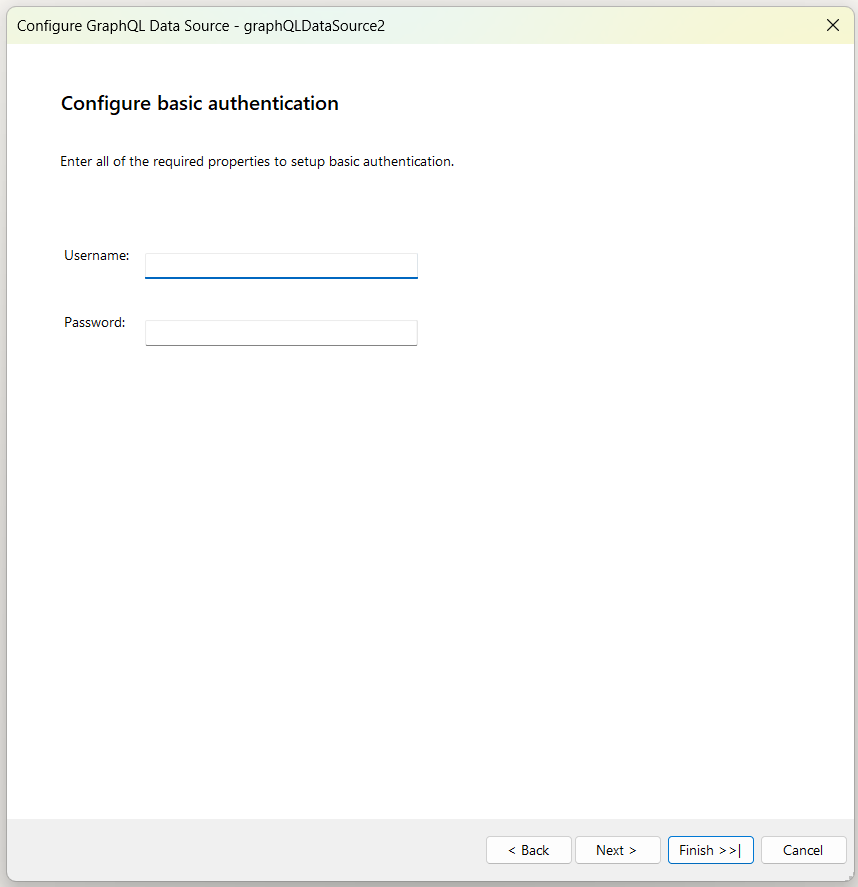 Configure GraphQL Data Source - graphQLDataSource2
Configure basic authentication
Enter all of the required properties to setup basic authentication.
Username:
Password:
< Back
Next >
Finish >>|
Cancel